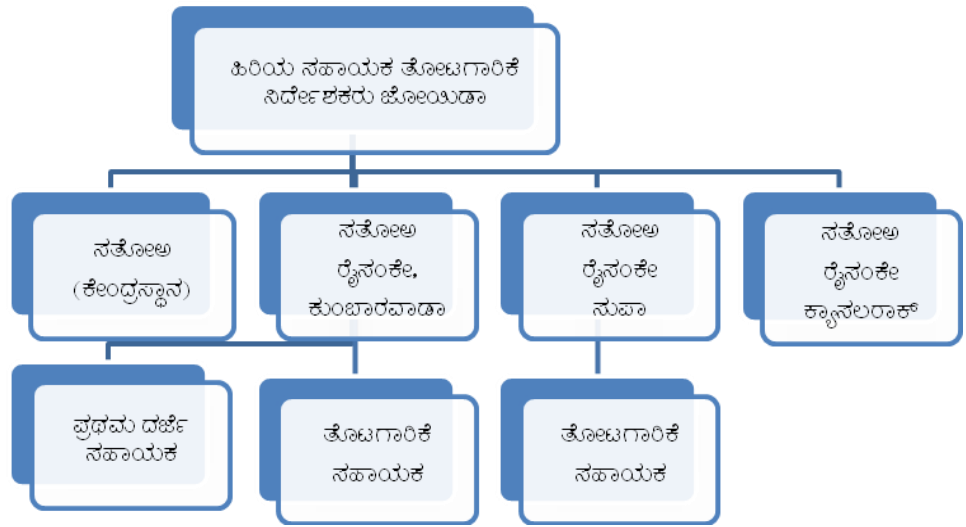 ಹಿರಿಯ ಸಹಾಯಕ ತೋಟಗಾರಿಕೆ
ನಿರ್ದೇಶಕರು ಜೋಯಿಡಾ
ಸತೋಅ
(ಕೇಂದ್ರಸ್ಥಾನ)
ಸತೋಅ
ರೈಸಂಕೇ,
ಕುಂಬಾರವಾಡಾ
ಸತೋಅ
ರೈಸಂಕೇ
ಸುಪಾ
ಸತೋಅ
ರೈಸಂಕೇ
ಕ್ಯಾಸಲರಾಕ್
ಪ್ರಥಮ ದರ್ಜೆ
ಸಹಾಯಕ
ತೊಟಗಾರಿಕೆ
ಸಹಾಯಕ
ತೋಟಗಾರಿಕೆ
ಸಹಾಯಕ